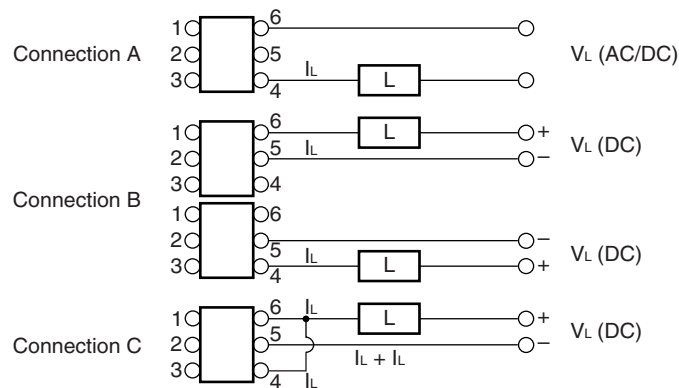 1 6
Connection A 2 5 VL (AC/DC)
3 4 IL L
1 6 L +
2 5 IL − VL (DC)
3 4
Connection B
1 6
2 5 −
3 4 IL L + VL (DC)
1 6 IL L +
Connection C 2 5 − VL (DC)
IL + IL
3 4 IL